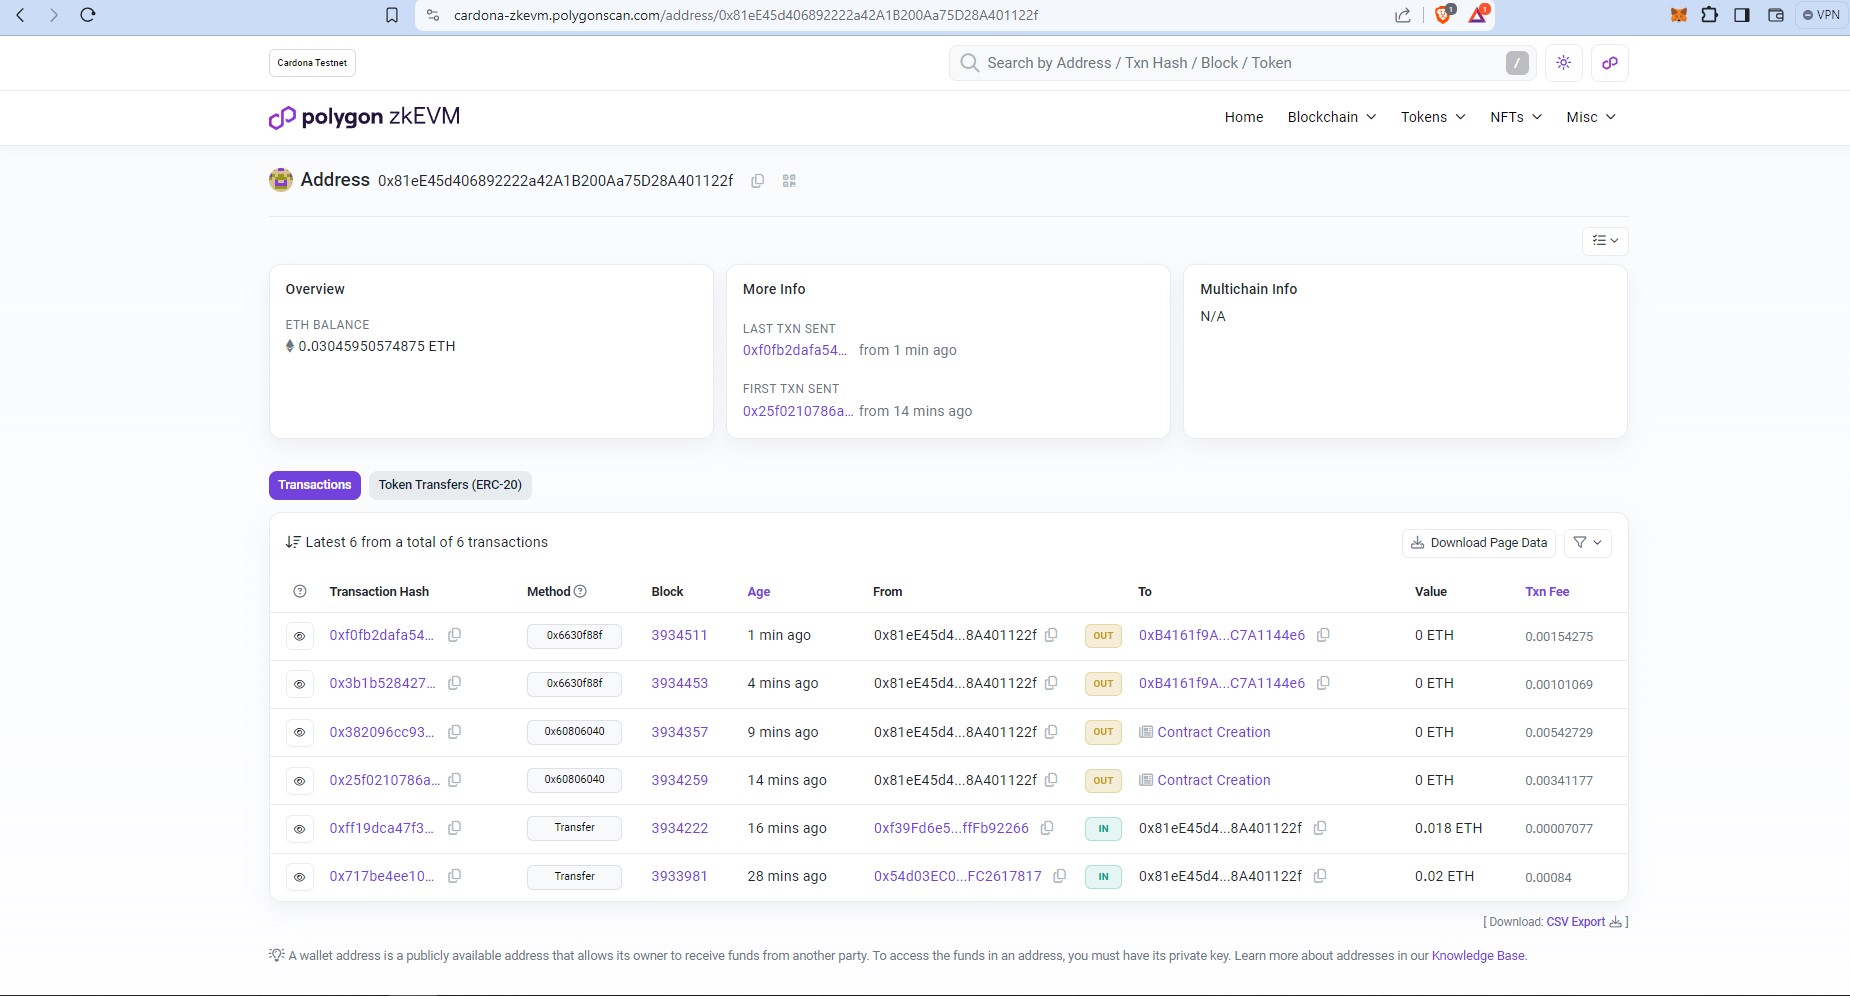 cardona-zkevm.polygonscan.com/address/0x81eE45d406892222a42A1B200Aa75D28A401122f
1
1
VPN
Cardona Testnet
Search by Address / Txn Hash / Block / Token
/
polygon zkEVM
Home Blockchain Tokens NFTs Misc
Address 0x81eE45d406892222a42A1B200Aa75D28A401122f
Overview
ETH BALANCE
0.03045950574875 ETH
More Info
LAST TXN SENT
0xf0fb2dafa54... from 1 min ago
FIRST TXN SENT
0x25f0210786a... from 14 mins ago
Multichain Info
N/A
Transactions Token Transfers (ERC-20)
Latest 6 from a total of 6 transactions
Download Page Data
Transaction Hash Method Block Age From To Value Txn Fee
0xf0fb2dafa54... 0x6630f88f 3934511 1 min ago 0x81eE45d4...8A401122f OUT 0xB4161f9A...C7A1144e6 0 ETH 0.00154275
0x3b1b528427... 0x6630f88f 3934453 4 mins ago 0x81eE45d4...8A401122f OUT 0xB4161f9A...C7A1144e6 0 ETH 0.00101069
0x382096cc93... 0x60806040 3934357 9 mins ago 0x81eE45d4...8A401122f OUT Contract Creation 0 ETH 0.00542729
0x25f0210786a... 0x60806040 3934259 14 mins ago 0x81eE45d4...8A401122f OUT Contract Creation 0 ETH 0.00341177
0xff19dca47f3... Transfer 3934222 16 mins ago 0xf39Fd6e5...ffFb92266 IN 0x81eE45d4...8A401122f 0.018 ETH 0.00007077
0x717be4ee10... Transfer 3933981 28 mins ago 0x54d03EC0...FC2617817 IN 0x81eE45d4...8A401122f 0.02 ETH 0.00084
[ Download: CSV Export ]
A wallet address is a publicly available address that allows its owner to receive funds from another party. To access the funds in an address, you must have its private key. Learn more about addresses in our Knowledge Base.